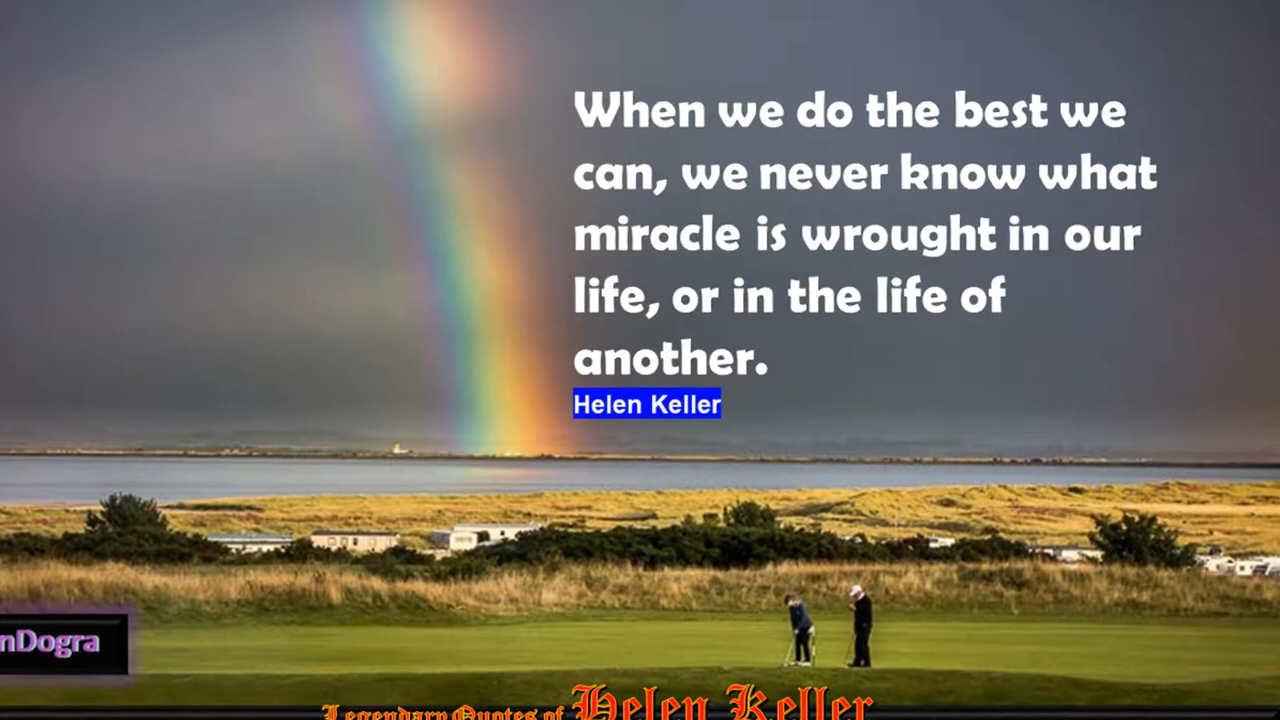 When we do the best we
can, we never know what
miracle is wrought in our
life, or in the life of
another.
Helen Keller
nDogra
Legendary Quotes of Helen Keller